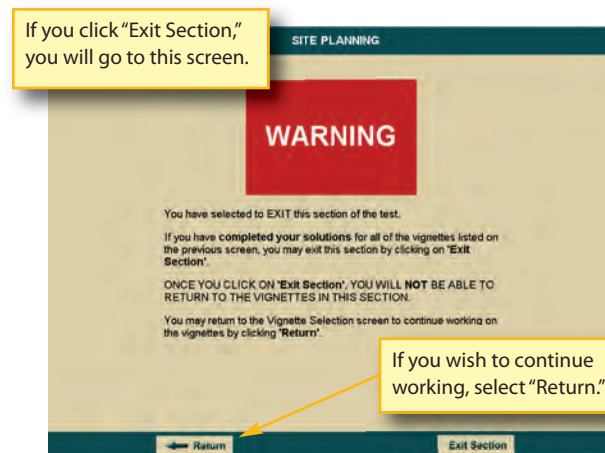 If you click “Exit Section,”
you will go to this screen.
SITE PLANNING
WARNING
You have selected to EXIT this section of the test.
If you have completed your solutions for all of the vignettes listed on
the previous screen, you may exit this section by clicking on "Exit
Section".
ONCE YOU CLICK ON "Exit Section", YOU WILL NOT BE ABLE TO
RETURN TO THE VIGNETTES IN THIS SECTION.
You may return to the Vignette Selection screen to continue working on
the vignettes by clicking "Return".
If you wish to continue
working, select “Return.”
Return
Exit Section